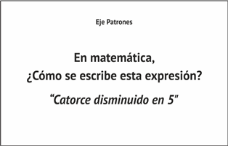 Eje Patrones
En matemática,
¿Cómo se escribe esta expresión?
“Catorce disminuido en 5”